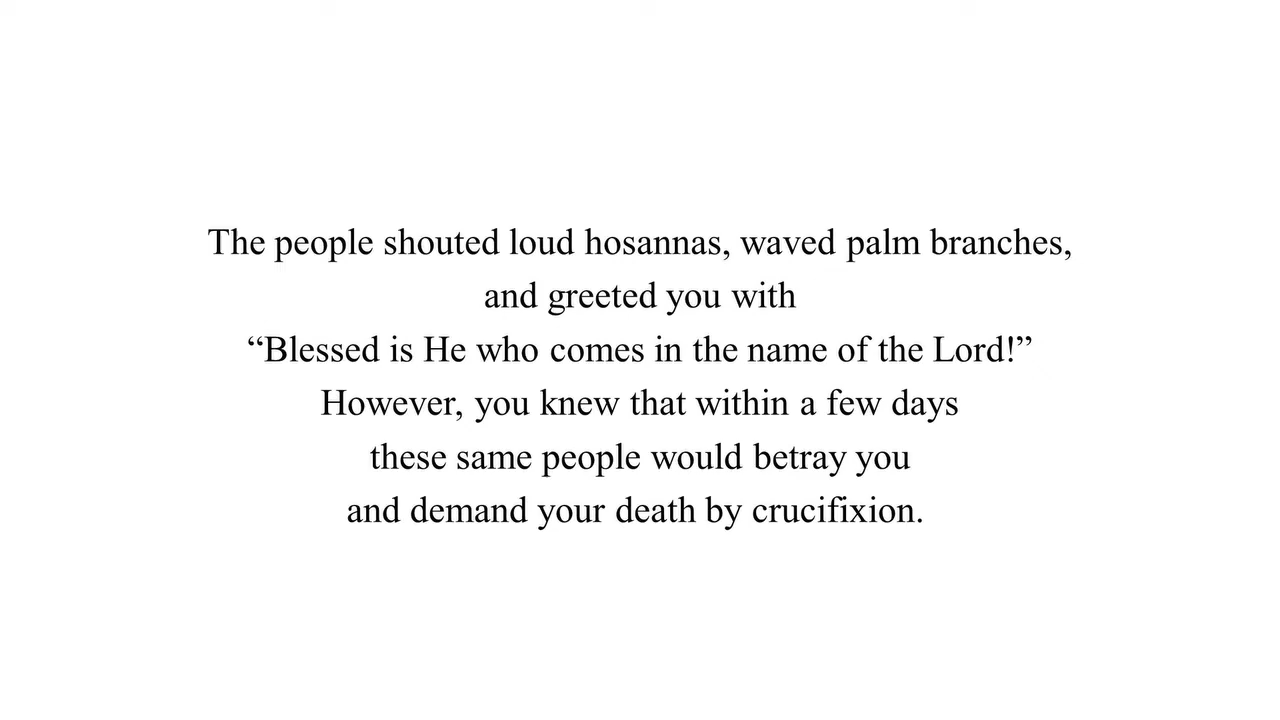 The people shouted loud hosannas, waved palm branches,
and greeted you with
“Blessed is He who comes in the name of the Lord!”
However, you knew that within a few days
these same people would betray you
and demand your death by crucifixion.